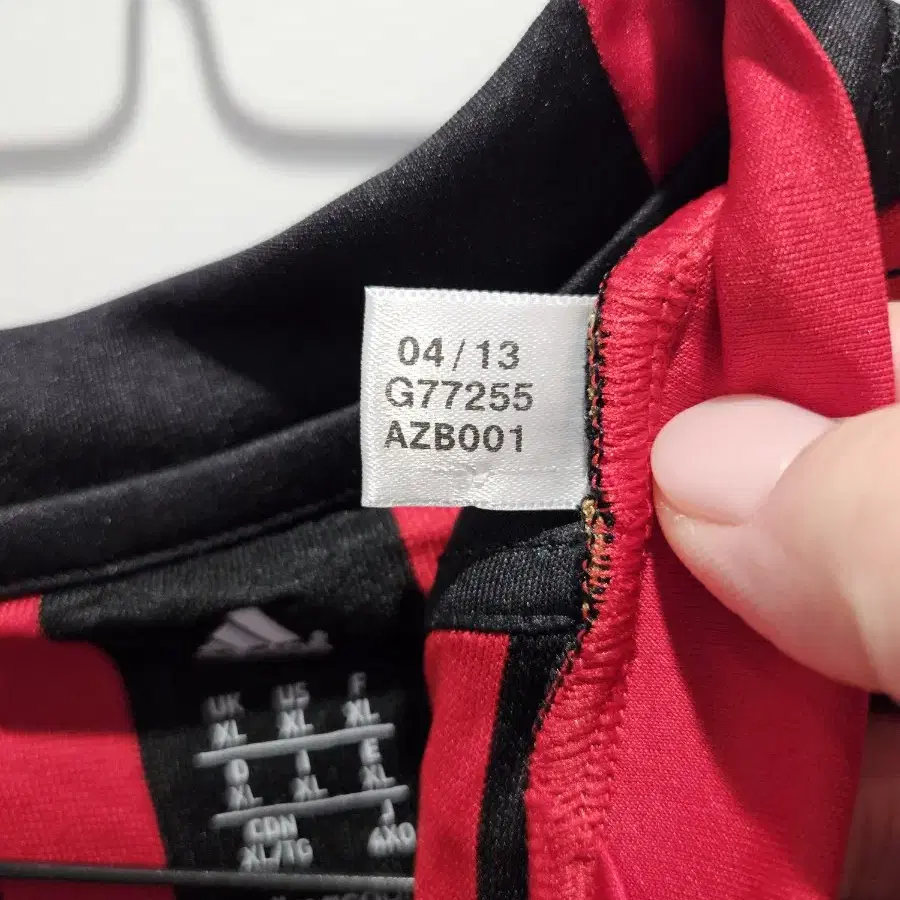 04/13
G77255
AZB001
UK US F
XL XL XL
D I E
XL XL XL
CDN J
XL/TG 4XO